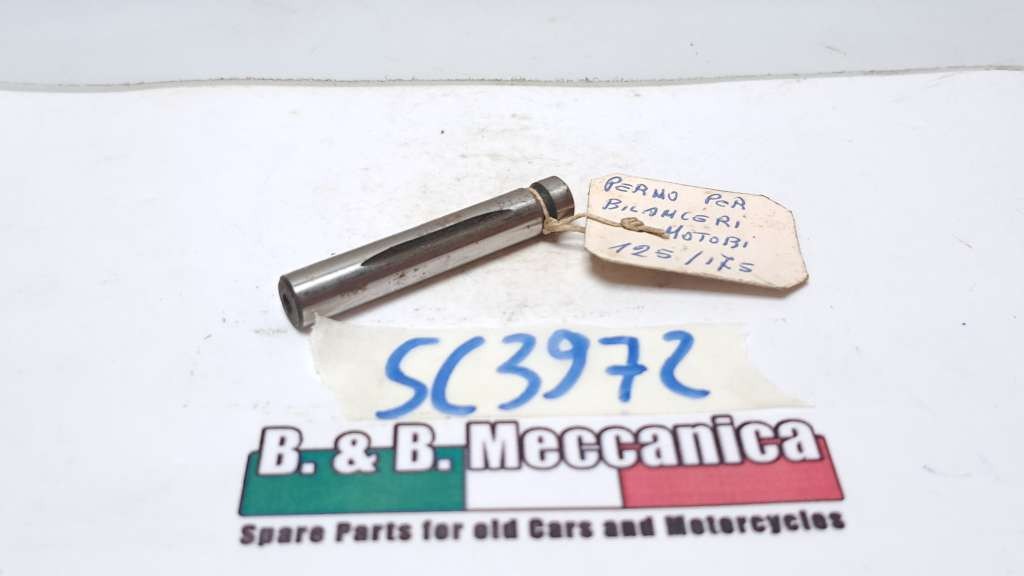 PERNO PER
BILANCERI
MOTOBI
125/175
SC3972
B. & B. Meccanica
Spare Parts for old Cars and Motorcycles